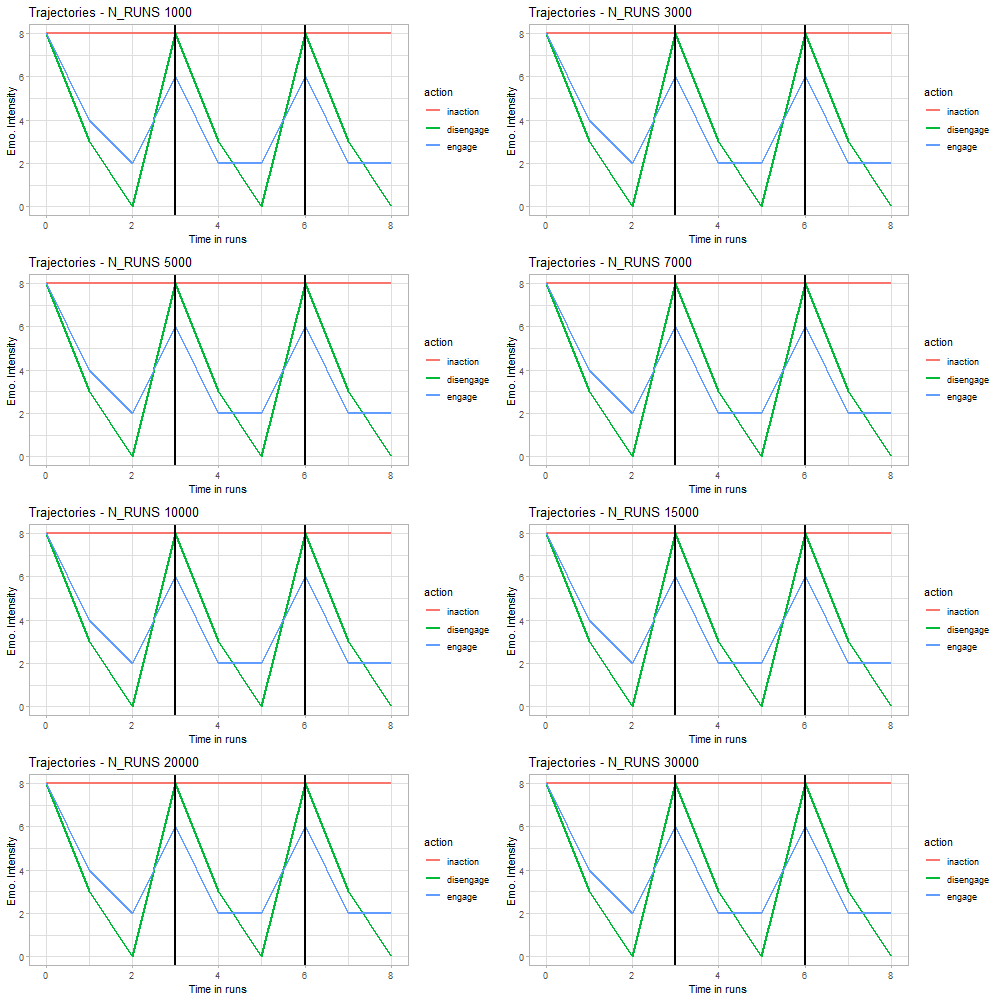 Trajectories - N_RUNS 1000
Emo. Intensity
8
6
4
2
0
0 2 4 6 8
Time in runs
action
inaction
disengage
engage
Trajectories - N_RUNS 3000
Emo. Intensity
8
6
4
2
0
0 2 4 6 8
Time in runs
action
inaction
disengage
engage
Trajectories - N_RUNS 5000
Emo. Intensity
8
6
4
2
0
0 2 4 6 8
Time in runs
action
inaction
disengage
engage
Trajectories - N_RUNS 7000
Emo. Intensity
8
6
4
2
0
0 2 4 6 8
Time in runs
action
inaction
disengage
engage
Trajectories - N_RUNS 10000
Emo. Intensity
8
6
4
2
0
0 2 4 6 8
Time in runs
action
inaction
disengage
engage
Trajectories - N_RUNS 15000
Emo. Intensity
8
6
4
2
0
0 2 4 6 8
Time in runs
action
inaction
disengage
engage
Trajectories - N_RUNS 20000
Emo. Intensity
8
6
4
2
0
0 2 4 6 8
Time in runs
action
inaction
disengage
engage
Trajectories - N_RUNS 30000
Emo. Intensity
8
6
4
2
0
0 2 4 6 8
Time in runs
action
inaction
disengage
engage